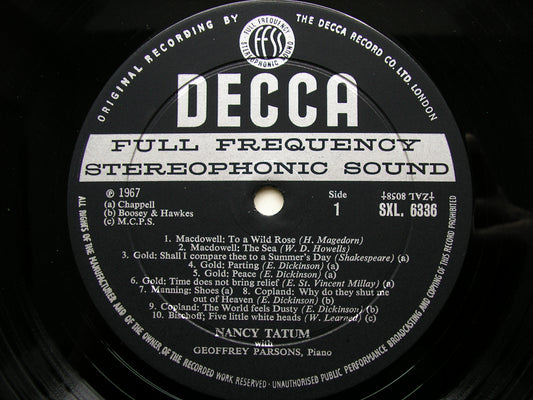 ORIGINAL RECORDING BY THE DECCA RECORD CO. LTD., LONDON
FULL FREQUENCY
ffss
STEREOPHONIC SOUND
DECCA
FULL FREQUENCY
STEREOPHONIC SOUND
℗ 1967
(a) Chappell
(b) Boosey & Hawkes
(c) M.C.P.S.
Side
1
‡ZAL 8058‡
SXL. 6336
1. Macdowell: To a Wild Rose (H. Magedorn)
2. Macdowell: The Sea (W. D. Howells)
3. Gold: Shall I compare thee to a Summer's Day (Shakespeare) (a)
4. Gold: Parting (E. Dickinson) (a)
5. Gold: Peace (E. Dickinson) (a)
6. Gold: Time does not bring relief (E. St. Vincent Millay) (a)
7. Manning: Shoes (a) 8. Copland: Why do they shut me
out of Heaven (E. Dickinson) (b)
9. Copland: The World feels Dusty (E. Dickinson) (b)
10. Bischoff: Five little white heads (W. Learned) (c)
NANCY TATUM
with
GEOFFREY PARSONS, Piano
ALL RIGHTS OF THE MANUFACTURER AND OF THE OWNER OF THE RECORDED WORK RESERVED · UNAUTHORISED PUBLIC PERFORMANCE BROADCASTING AND COPYING OF THIS RECORD PROHIBITED